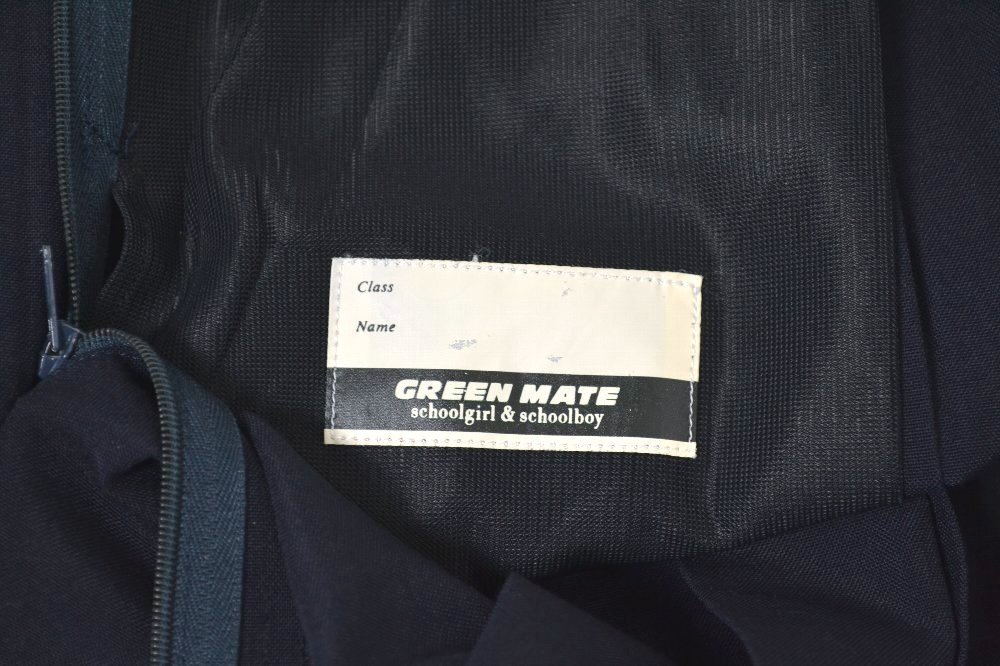 Class
Name
GREEN MATE
schoolgirl & schoolboy